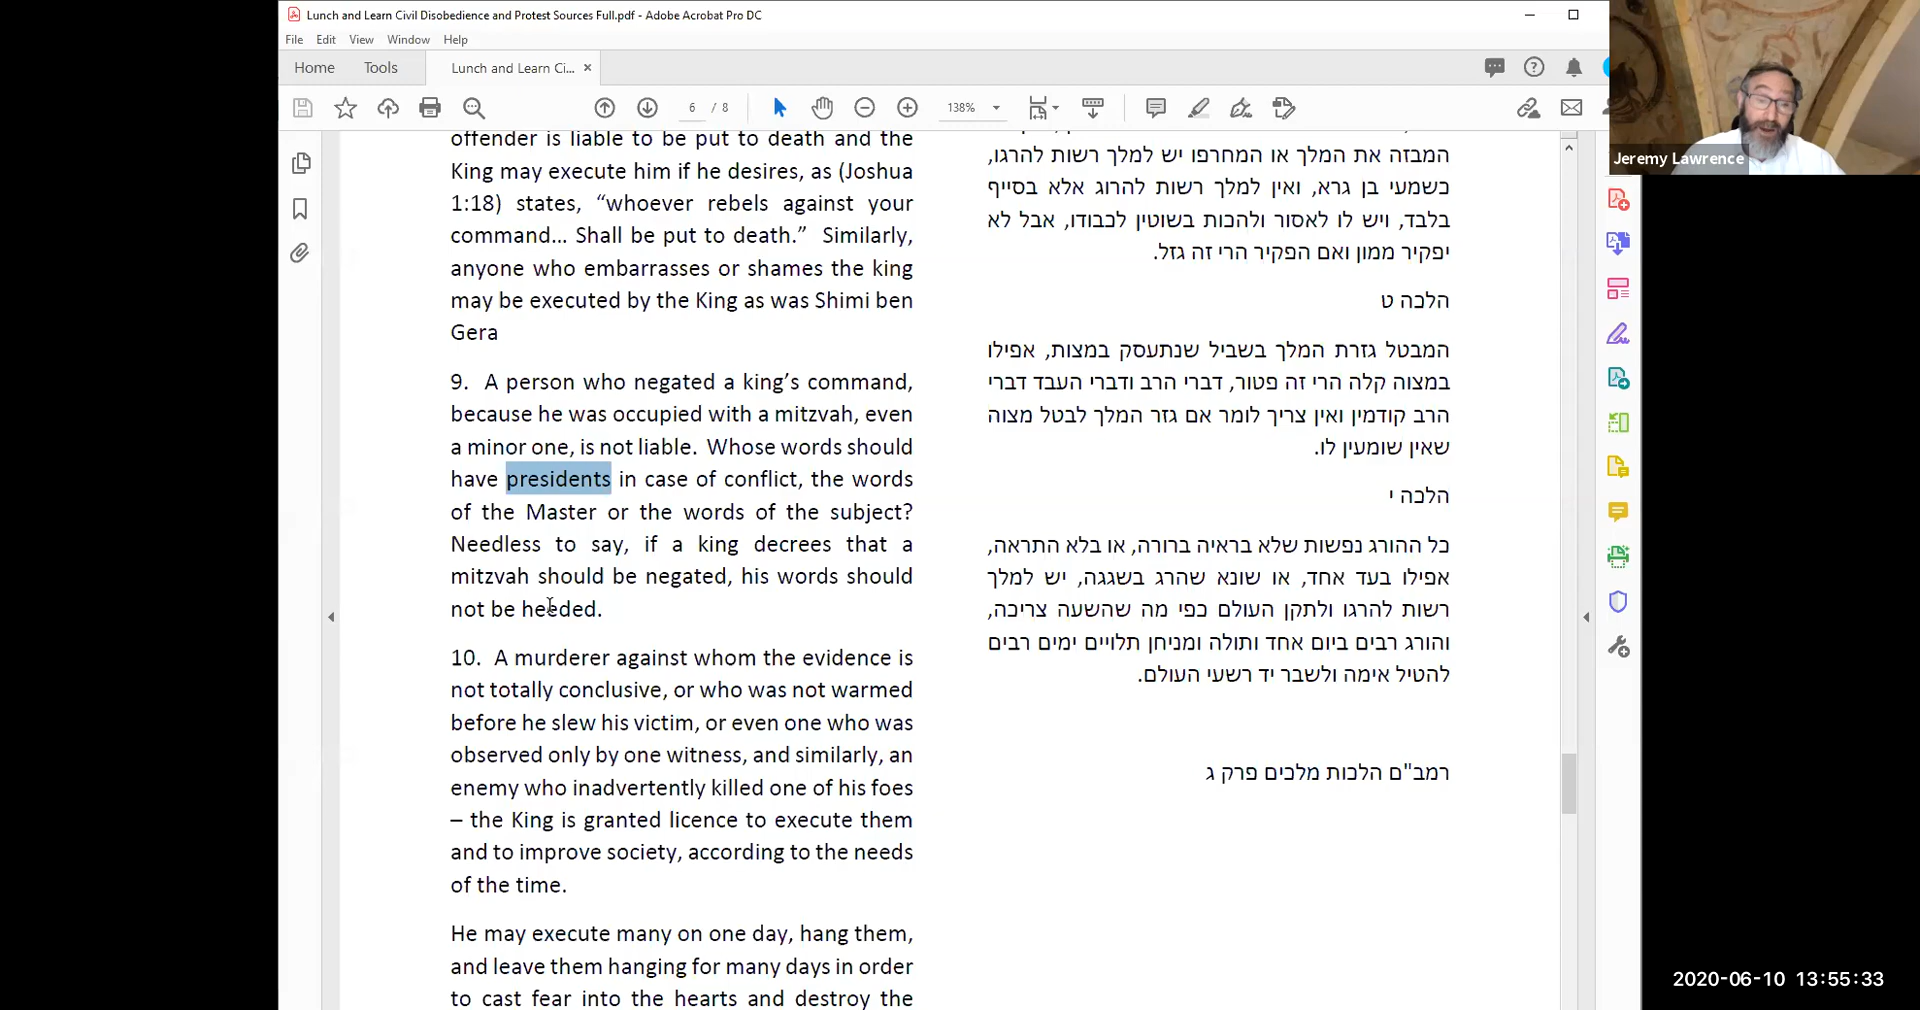 Lunch and Learn Civil Disobedience and Protest Sources Full.pdf - Adobe Acrobat Pro DC
File Edit View Window Help
Home Tools Lunch and Learn Ci... ×
6 / 8 138%
offender is liable to be put to death and the
King may execute him if he desires, as (Joshua
1:18) states, “whoever rebels against your
command... Shall be put to death.” Similarly,
anyone who embarrasses or shames the king
may be executed by the King as was Shimi ben
Gera
9. A person who negated a king’s command,
because he was occupied with a mitzvah, even
a minor one, is not liable. Whose words should
have presidents in case of conflict, the words
of the Master or the words of the subject?
Needless to say, if a king decrees that a
mitzvah should be negated, his words should
not be heeded.
10. A murderer against whom the evidence is
not totally conclusive, or who was not warmed
before he slew his victim, or even one who was
observed only by one witness, and similarly, an
enemy who inadvertently killed one of his foes
– the King is granted licence to execute them
and to improve society, according to the needs
of the time.
He may execute many on one day, hang them,
and leave them hanging for many days in order
to cast fear into the hearts and destroy the
המבזה את המלך או המחרפו יש למלך רשות להרגו,
כשמעי בן גרא, ואין למלך רשות להרוג אלא בסייף
בלבד, ויש לו לאסור ולהכות בשוטין לכבודו, אבל לא
יפקיר ממון ואם הפקיר הרי זה גזל.
הלכה ט
המבטל גזרת המלך בשביל שנתעסק במצות, אפילו
במצוה קלה הרי זה פטור, דברי הרב ודברי העבד דברי
הרב קודמין ואין צריך לומר אם גזר המלך לבטל מצוה
שאין שומעין לו.
הלכה י
כל ההורג נפשות שלא בראיה ברורה, או בלא התראה,
אפילו בעד אחד, או שונא שהרג בשגגה, יש למלך
רשות להרגו ולתקן העולם כפי מה שהשעה צריכה,
והורג רבים ביום אחד ותולה ומניחן תלויים ימים רבים
להטיל אימה ולשבר יד רשעי העולם.
רמב"ם הלכות מלכים פרק ג
Jeremy Lawrence
2020-06-10 13:55:33